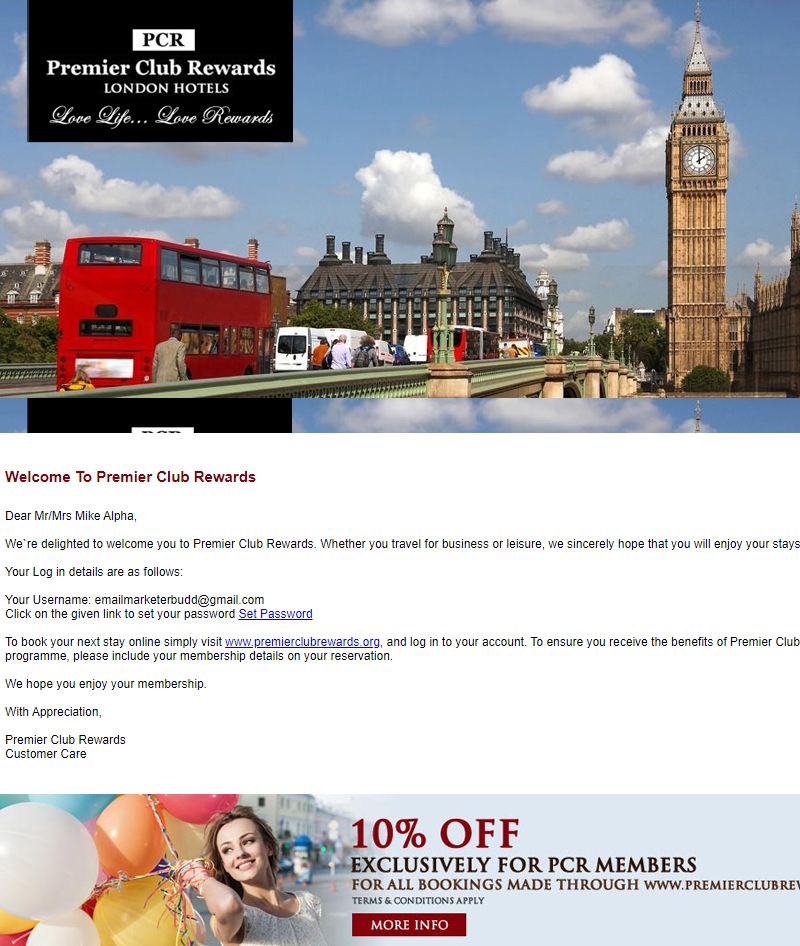 PCR
Premier Club Rewards
LONDON HOTELS
Love Life... Love Rewards
PCR
Welcome To Premier Club Rewards
Dear Mr/Mrs Mike Alpha,
We`re delighted to welcome you to Premier Club Rewards. Whether you travel for business or leisure, we sincerely hope that you will enjoy your stays
Your Log in details are as follows:
Your Username: emailmarketerbudd@gmail.com
Click on the given link to set your password Set Password
To book your next stay online simply visit www.premierclubrewards.org, and log in to your account. To ensure you receive the benefits of Premier Club
programme, please include your membership details on your reservation.
We hope you enjoy your membership.
With Appreciation,
Premier Club Rewards
Customer Care
10% OFF
EXCLUSIVELY FOR PCR MEMBERS
FOR ALL BOOKINGS MADE THROUGH WWW.PREMIERCLUBREW
TERMS & CONDITIONS APPLY
MORE INFO